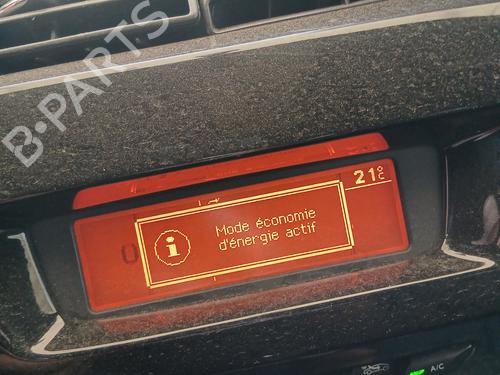 B-PARTS
21°C
Mode économie
d'énergie actif
i
A/C